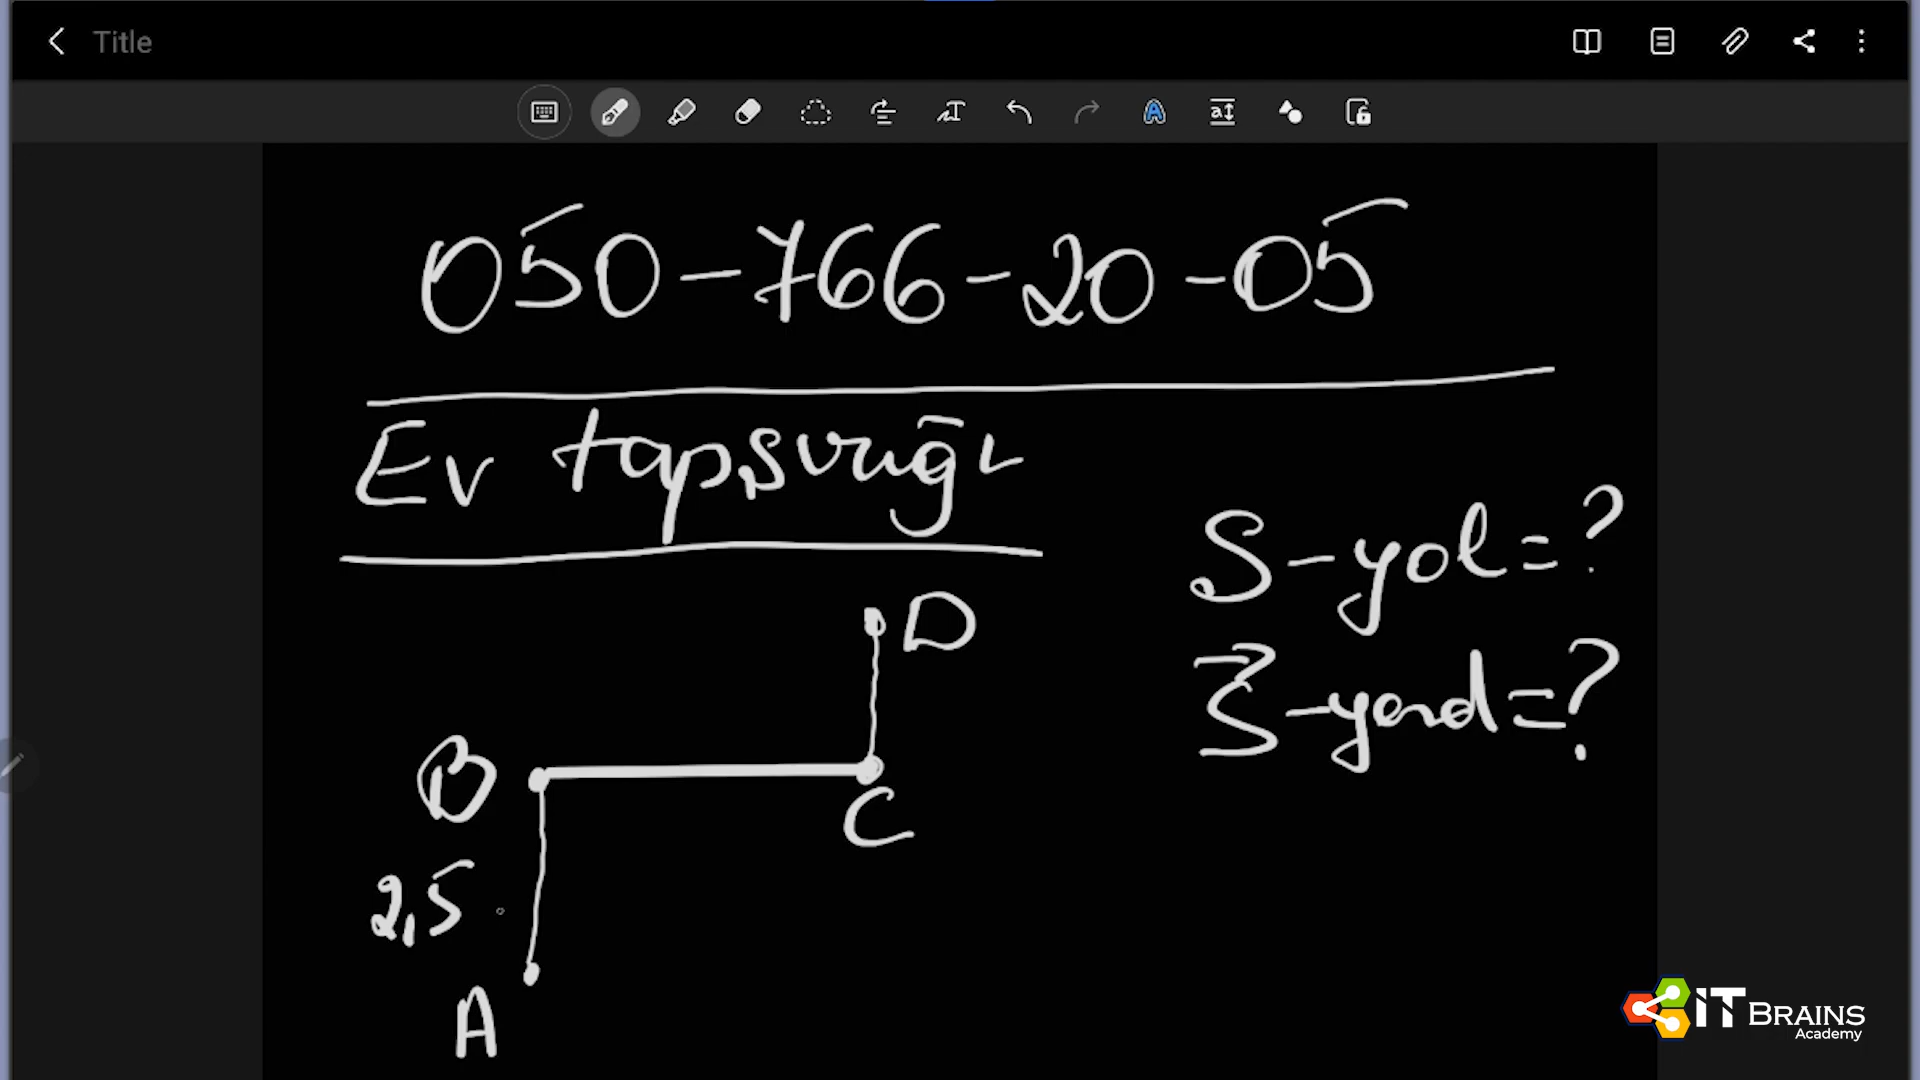 Title
050-766-20-05
Ev tapşırığı
S-yol=?
S-yerd=?
D
B
C
2,5
A
iT BRAINS
Academy